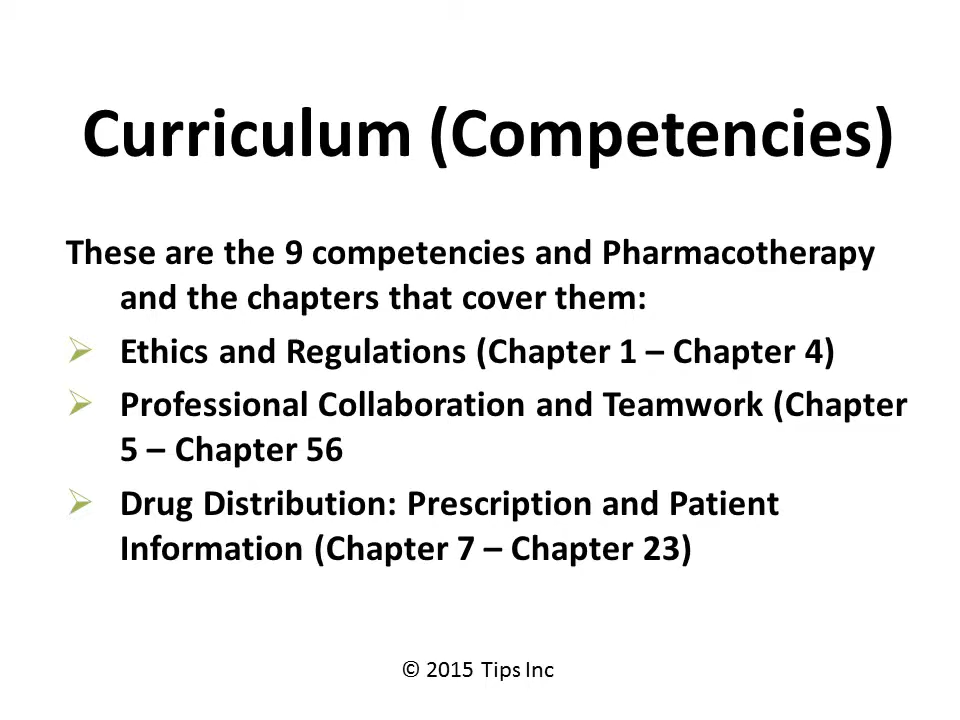 Curriculum (Competencies)
These are the 9 competencies and Pharmacotherapy
and the chapters that cover them:
Ethics and Regulations (Chapter 1 – Chapter 4)
Professional Collaboration and Teamwork (Chapter
5 – Chapter 56
Drug Distribution: Prescription and Patient
Information (Chapter 7 – Chapter 23)
© 2015 Tips Inc